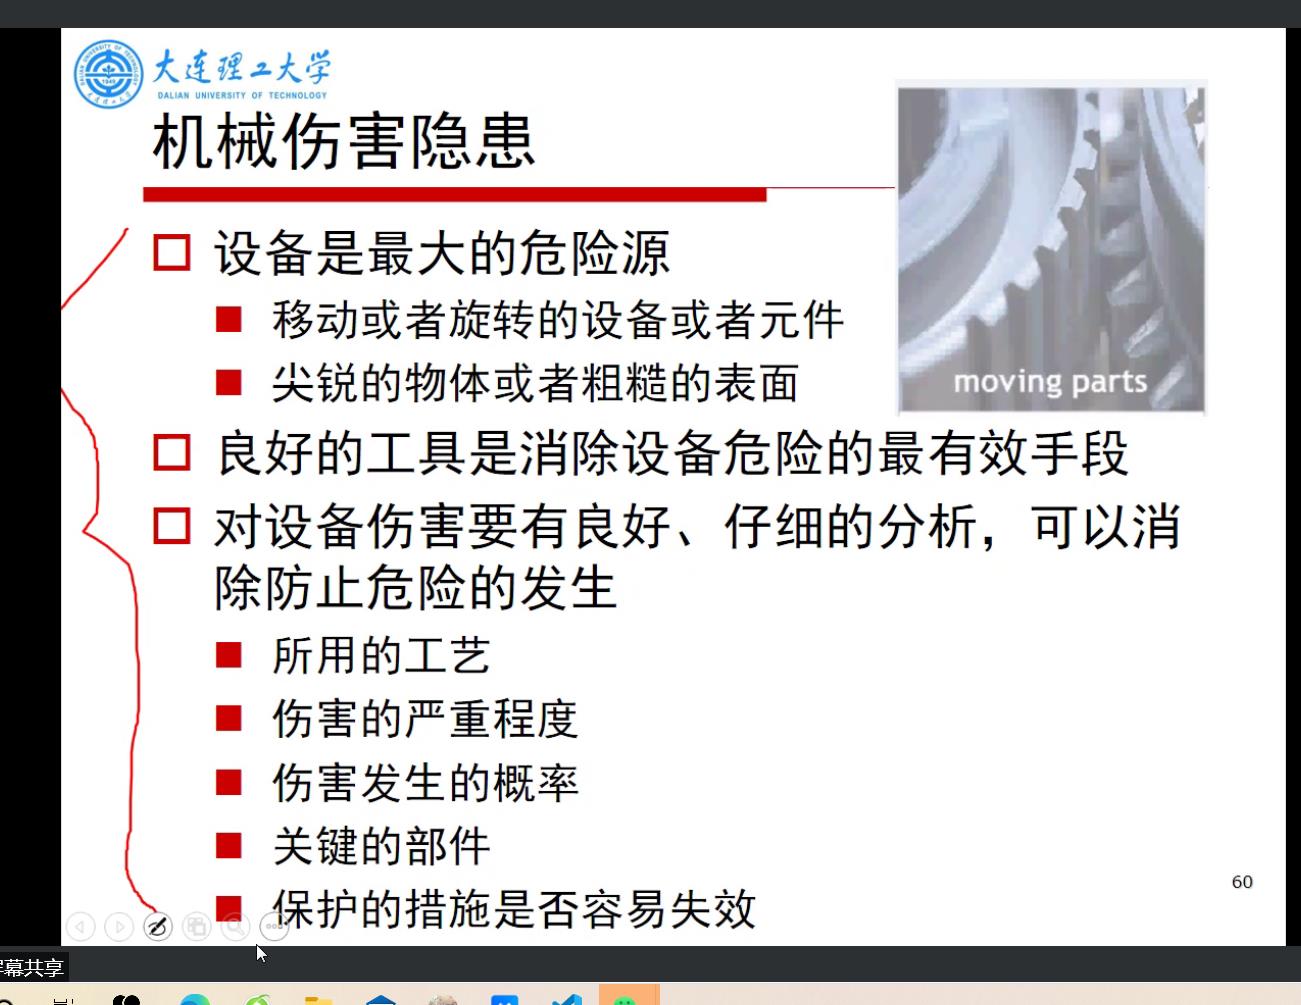 大连理工大学
DALIAN UNIVERSITY OF TECHNOLOGY
机械伤害隐患
设备是最大的危险源
移动或者旋转的设备或者元件
尖锐的物体或者粗糙的表面
moving parts
良好的工具是消除设备危险的最有效手段
对设备伤害要有良好、仔细的分析，可以消
除防止危险的发生
所用的工艺
伤害的严重程度
伤害发生的概率
关键的部件
保护的措施是否容易失效
60
幕共享